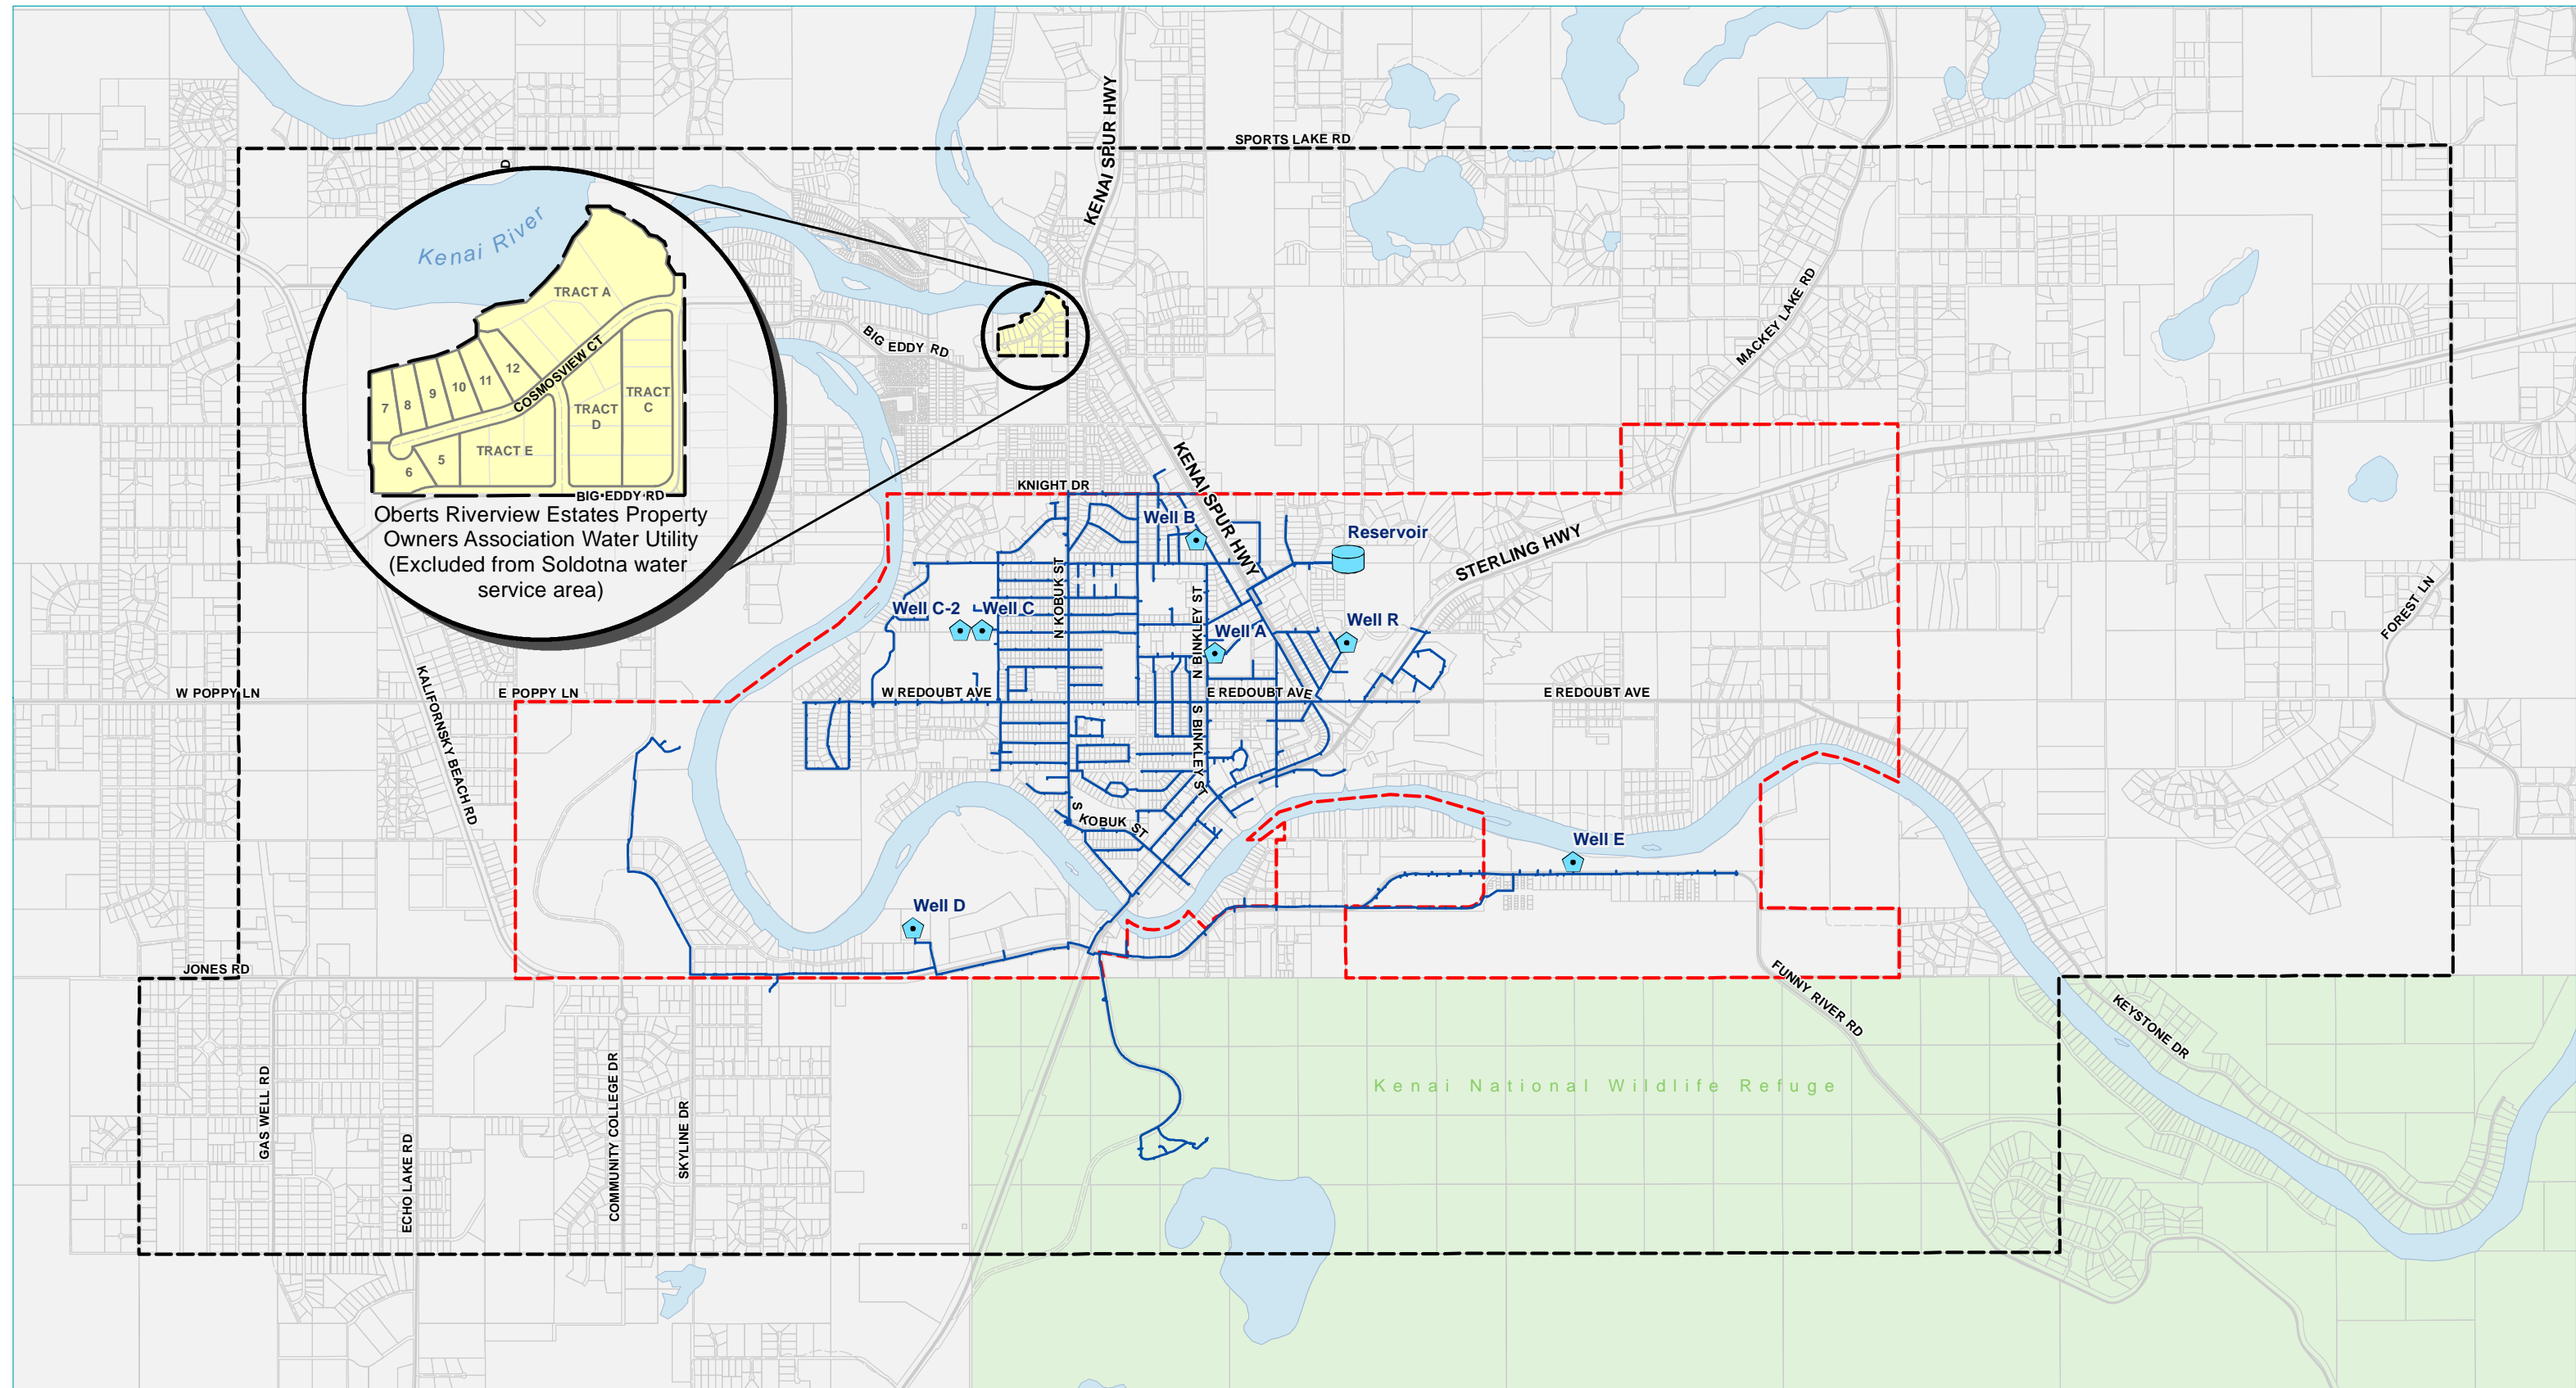 SPORTS LAKE RD
KENAI SPUR HWY
D
Kenai River
TRACT A
COSMOSVIEW CT
12
11
10
9
8
7
TRACT
C
TRACT
D
TRACT E
5
6
BIG EDDY RD
Oberts Riverview Estates Property
Owners Association Water Utility
(Excluded from Soldotna water
service area)
BIG EDDY RD
MACKEY LAKE RD
KENAI SPUR HWY
KNIGHT DR
Well B
Reservoir
STERLING HWY
N KOBUK ST
N BINKLEY ST
Well C-2
Well C
Well A
Well R
FOREST LN
W POPPY LN
E POPPY LN
W REDOUBT AVE
E REDOUBT AVE
E REDOUBT AVE
KALIFORNSKY BEACH RD
S BINKLEY ST
S
KOBUK ST
Well E
Well D
JONES RD
FUNNY RIVER RD
KEYSTONE DR
GAS WELL RD
ECHO LAKE RD
COMMUNITY COLLEGE DR
SKYLINE DR
Kenai National Wildlife Refuge